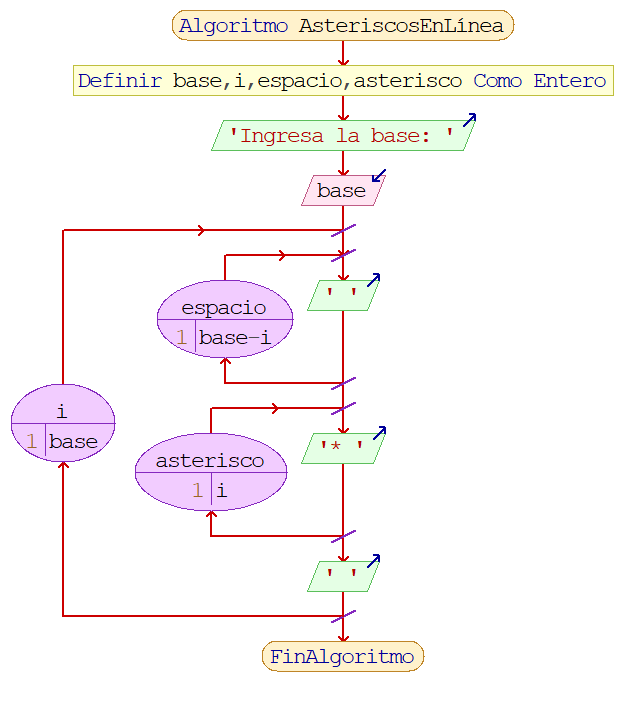 Algoritmo AsteriscosEnLinea
Definir base,i,espacio,asterisco Como Entero
'Ingresa la base: '
base
espacio
1 base-i
' '
i
1 base
asterisco
1 i
'* '
' '
FinAlgoritmo